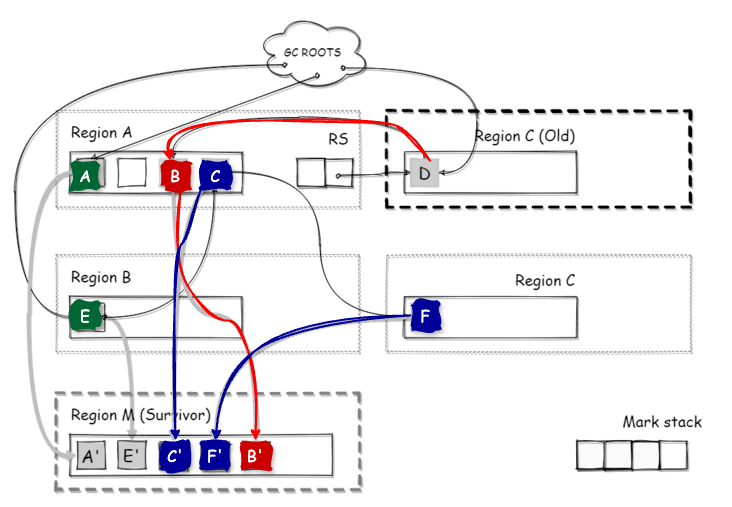 GC ROOTS
Region A
RS
Region C (Old)
A
B
C
D
Region B
Region C
E
F
Region M (Survivor)
Mark stack
A'
E'
C'
F'
B'